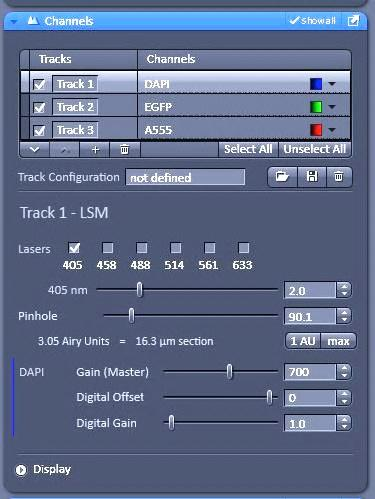 Channels Show all
Tracks Channels
Track 1 DAPI
Track 2 EGFP
Track 3 A555
+ Select All Unselect All
Track Configuration not defined
Track 1 - LSM
Lasers
405 458 488 514 561 633
405 nm 2.0
Pinhole 90.1
3.05 Airy Units = 16.3 µm section 1 AU max
DAPI Gain (Master) 700
Digital Offset 0
Digital Gain 1.0
Display